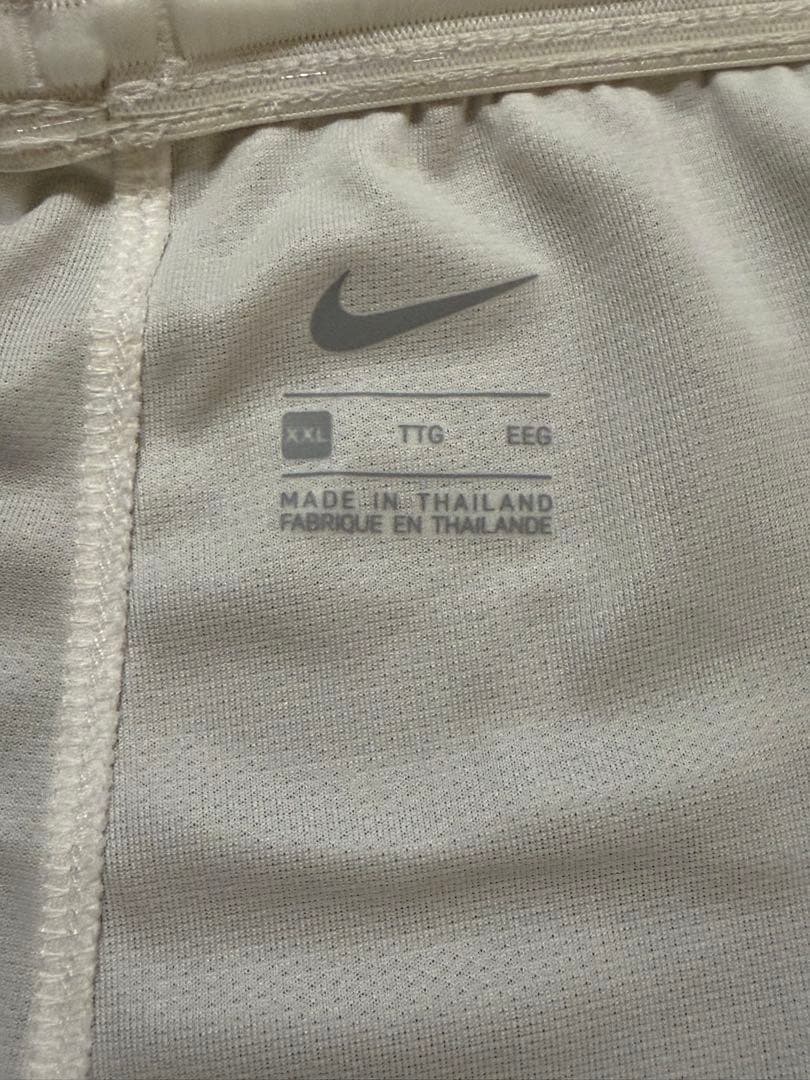 XXL TTG EEG
MADE IN THAILAND
FABRIQUE EN THAILANDE